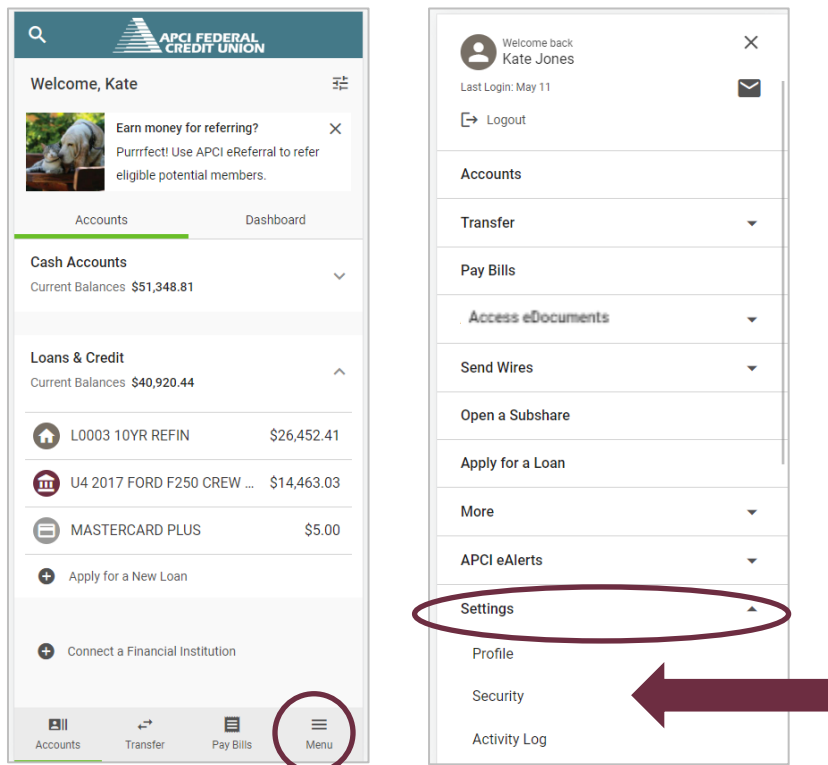 APCI FEDERAL
CREDIT UNION
Welcome, Kate
Earn money for referring?
Purrrfect! Use APCI eReferral to refer
eligible potential members.
Accounts Dashboard
Cash Accounts
Current Balances $51,348.81
Loans & Credit
Current Balances $40,920.44
L0003 10YR REFIN $26,452.41
U4 2017 FORD F250 CREW ... $14,463.03
MASTERCARD PLUS $5.00
Apply for a New Loan
Connect a Financial Institution
Accounts Transfer Pay Bills Menu
Welcome back
Kate Jones
Last Login: May 11
Logout
Accounts
Transfer
Pay Bills
Access eDocuments
Send Wires
Open a Subshare
Apply for a Loan
More
APCI eAlerts
Settings
Profile
Security
Activity Log